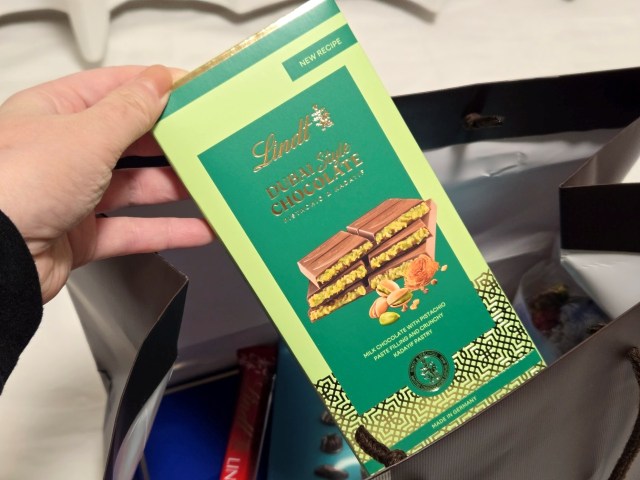 NEW RECIPE
Lindt
DUBAI Style
CHOCOLATE
PISTACHIO & KADAYIF
MILK CHOCOLATE WITH PISTACHIO
PASTE FILLING AND CRUNCHY
KADAYIF PASTRY
MADE IN GERMANY
LIN